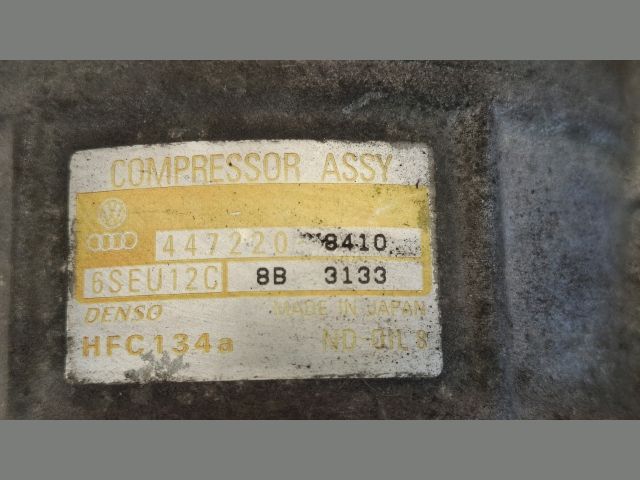 COMPRESSOR ASSY
447220 8410
6SEU12C 8B 3133
DENSO MADE IN JAPAN
HFC134a ND-OIL 8